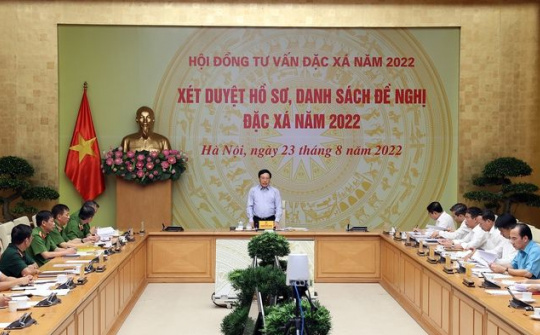 HỘI ĐỒNG TƯ VẤN ĐẶC XÁ NĂM 2022
XÉT DUYỆT HỒ SƠ, DANH SÁCH ĐỀ NGHỊ
ĐẶC XÁ NĂM 2022
Hà Nội, ngày 23 tháng 8 năm 2022